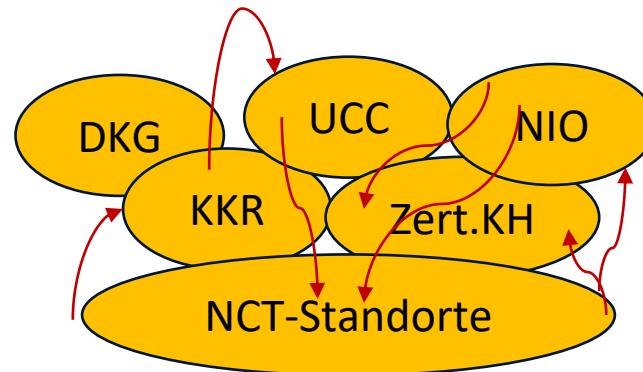 DKG
UCC
NIO
KKR
Zert.KH
NCT-Standorte